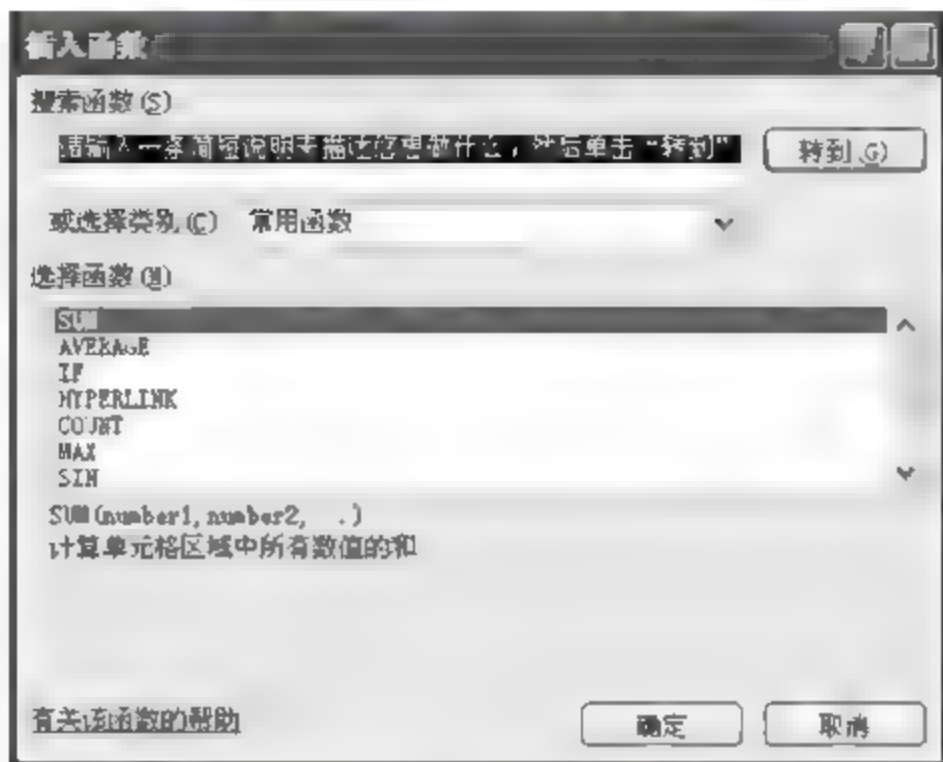 插入函数
搜索函数(S)
请输入一条简短说明来描述您想做什么，然后单击“转到” 转到(G)
或选择类别(C) 常用函数
选择函数(N)
SUM
AVERAGE
IF
HYPERLINK
COUNT
MAX
SIN
SUM(number1,number2, .)
计算单元格区域中所有数值的和
有关该函数的帮助 确定 取消